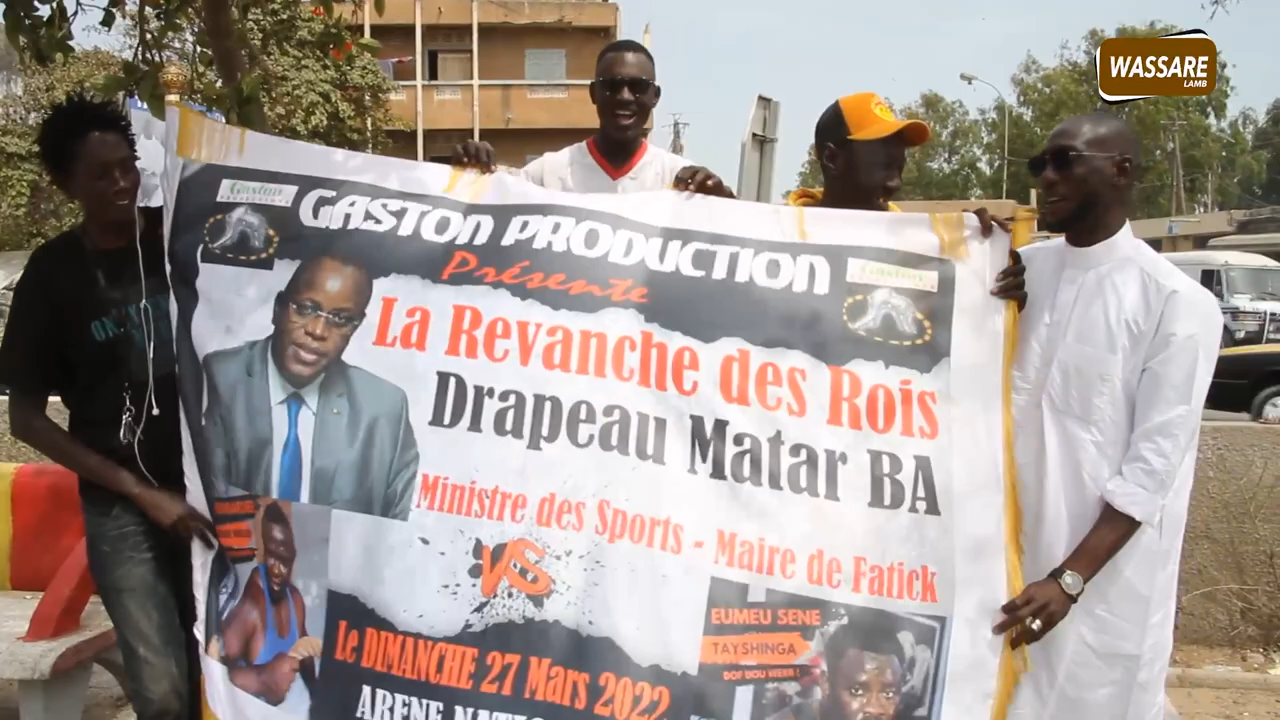 WASSARE
LAMB
Gaston
GASTON PRODUCTION
Gaston
Présente
La Revanche des Rois
Drapeau Matar BA
Ministre des Sports - Maire de Fatick
VS
EUMEU SENE
TAYSHINGA
Le DIMANCHE 27 Mars 2022
ARENE